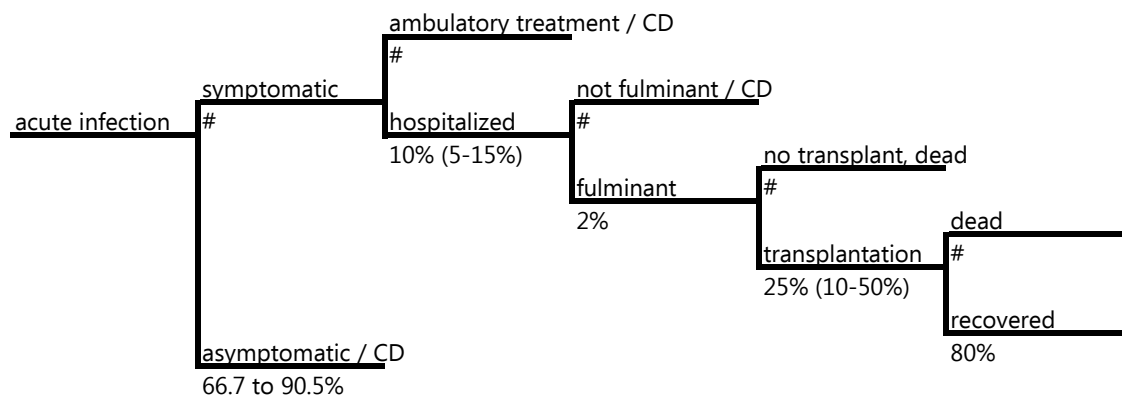 ambulatory treatment / CD
#
symptomatic
#
not fulminant / CD
#
acute infection
hospitalized
10% (5-15%)
no transplant, dead
#
fulminant
2%
dead
#
transplantation
25% (10-50%)
recovered
80%
asymptomatic / CD
66.7 to 90.5%